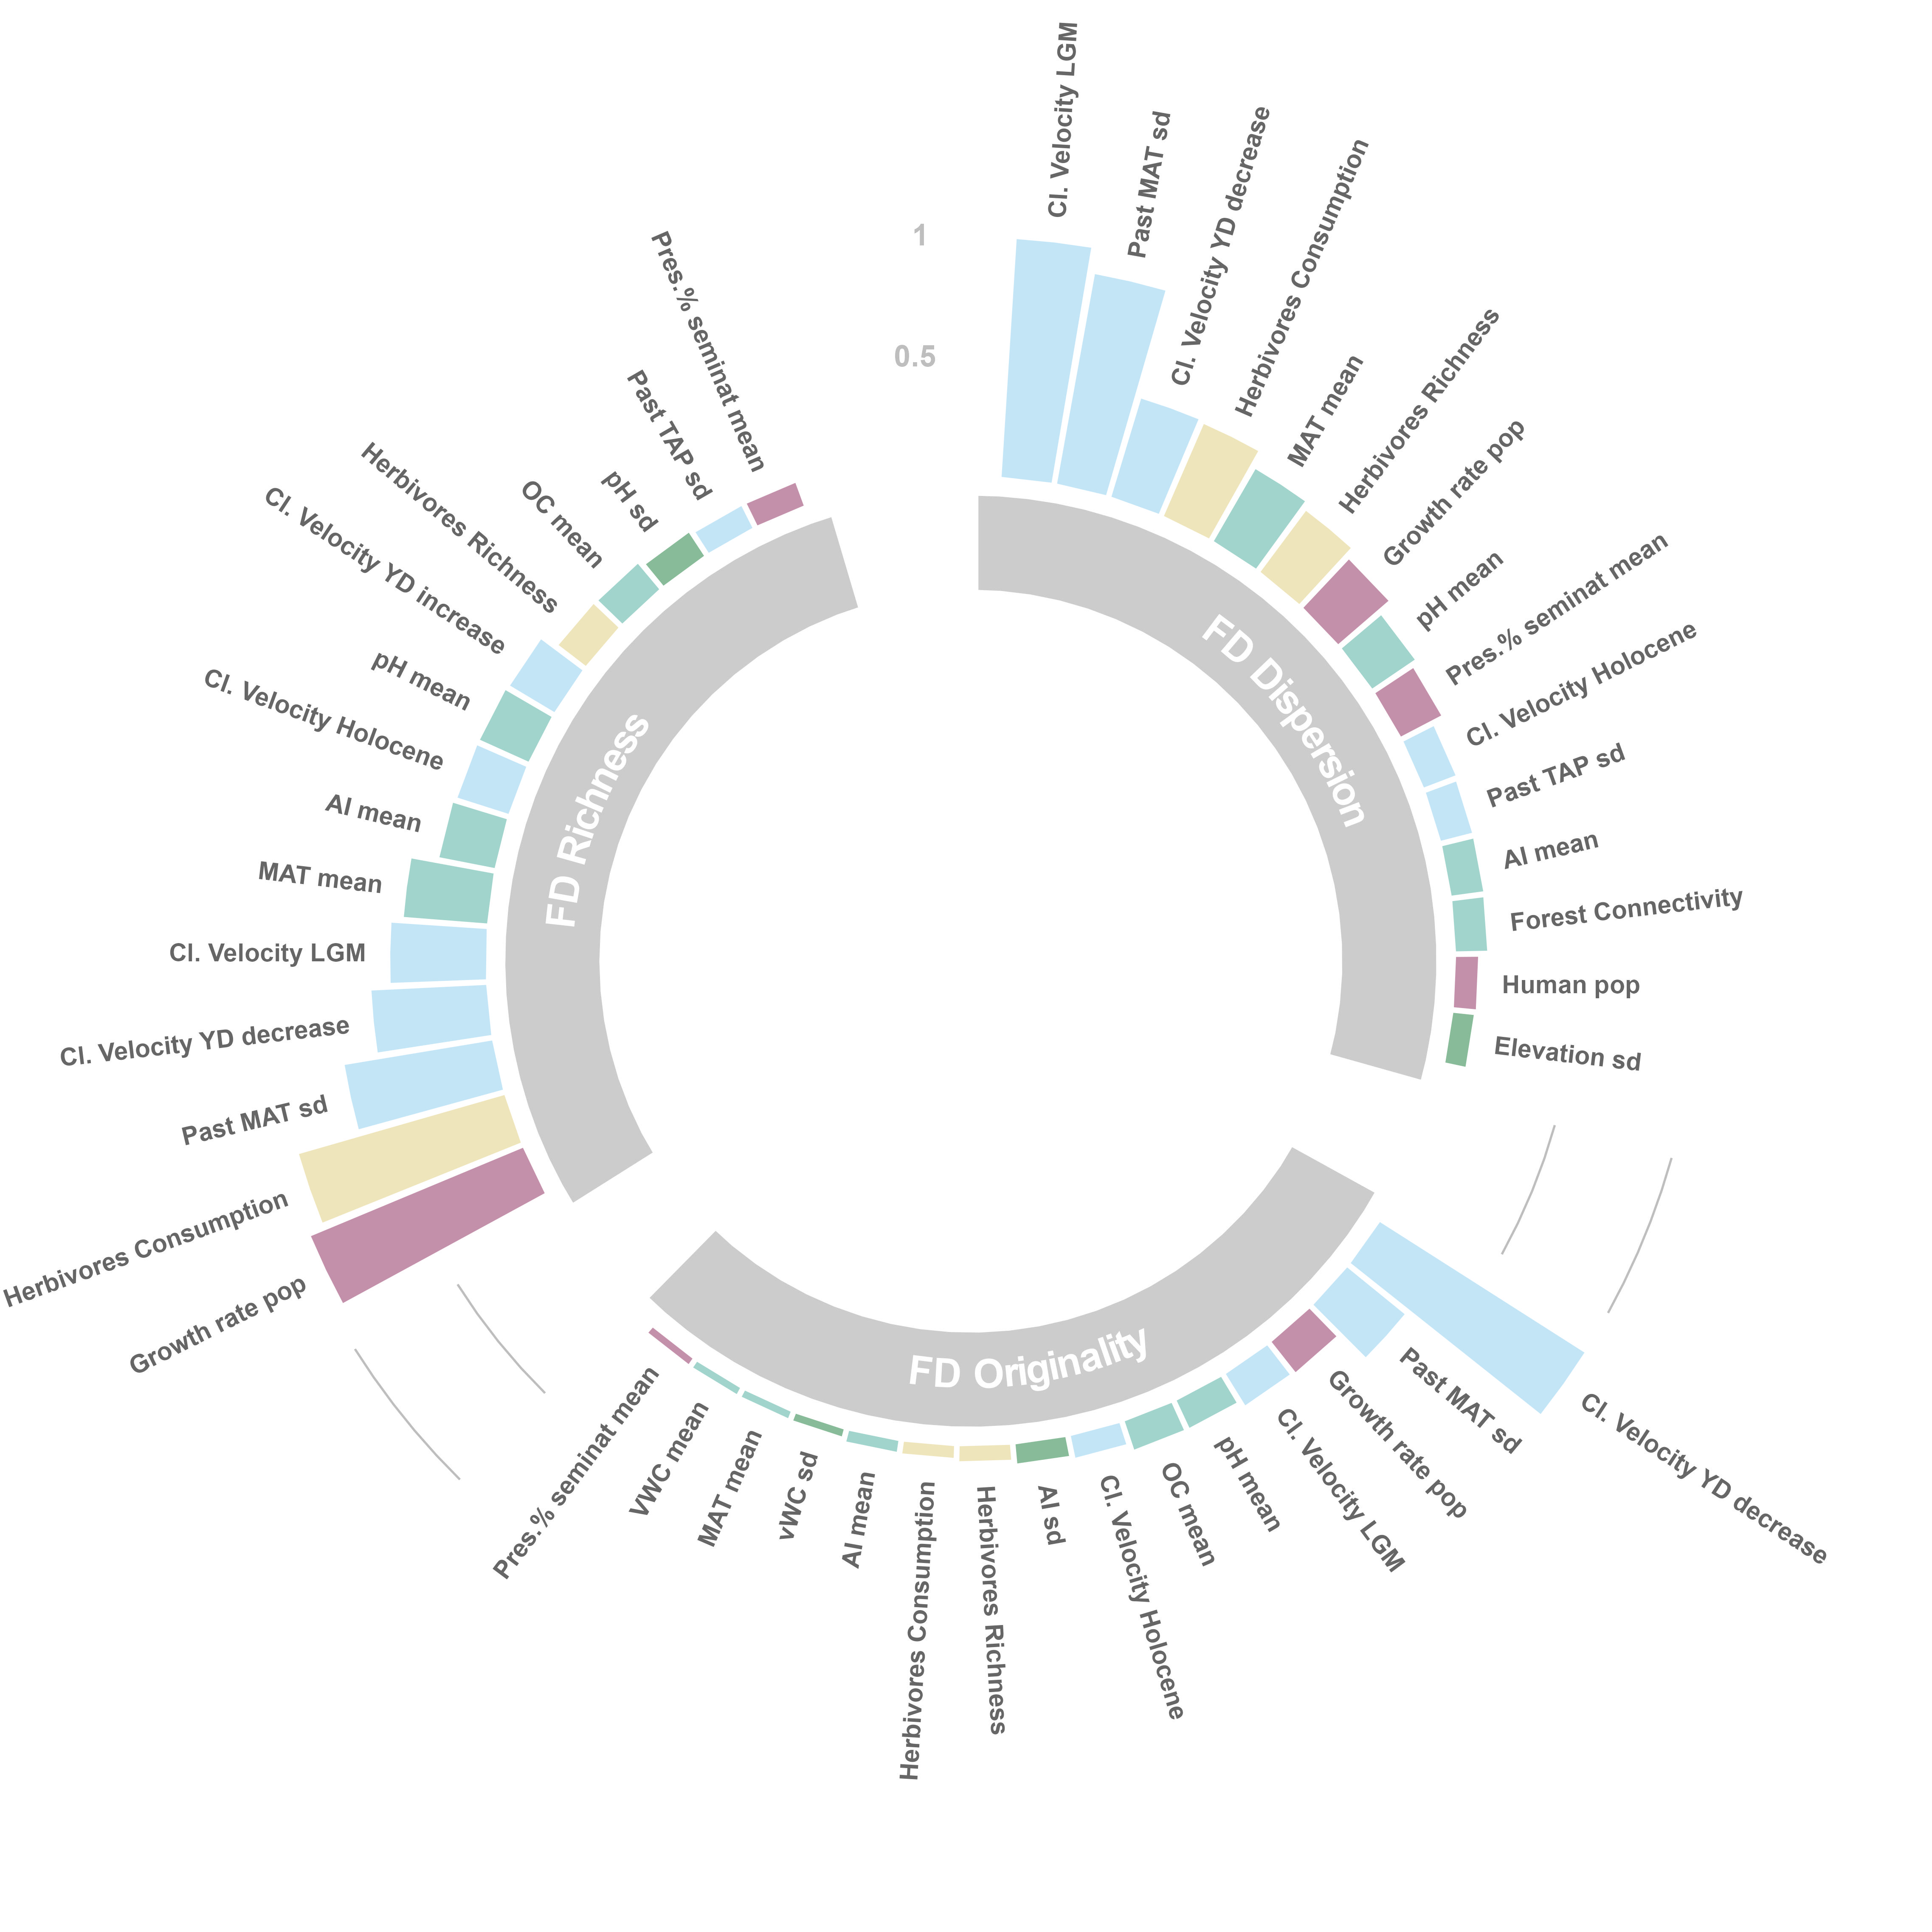 1
0.5
Cl. Velocity LGM
Past MAT sd
Cl. Velocity YD decrease
Herbivores Consumption
MAT mean
Herbivores Richness
Growth rate pop
pH mean
Pres.% seminat mean
Cl. Velocity Holocene
Past TAP sd
AI mean
Forest Connectivity
Human pop
Elevation sd
FD Dispersion
Cl. Velocity YD decrease
Past MAT sd
Growth rate pop
Cl. Velocity LGM
pH mean
OC mean
Cl. Velocity Holocene
AI sd
Herbivores Richness
Herbivores Consumption
AI mean
vWC sd
MAT mean
VWC mean
Pres.% seminat mean
FD Originality
Growth rate pop
Herbivores Consumption
Past MAT sd
Cl. Velocity YD decrease
Cl. Velocity LGM
MAT mean
AI mean
Cl. Velocity Holocene
pH mean
Cl. Velocity YD increase
Herbivores Richness
OC mean
pH sd
Past TAP sd
Pres.% seminat mean
FD Richness